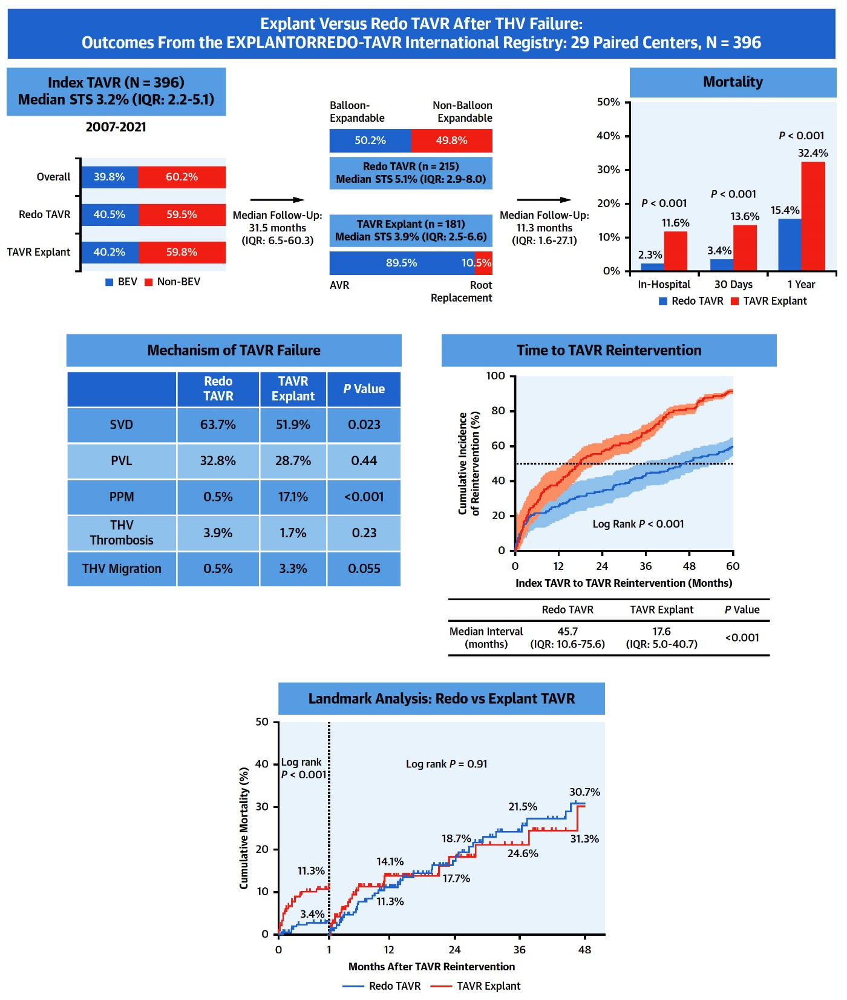 Explant Versus Redo TAVR After THV Failure:
Outcomes From the EXPLANTORREDO-TAVR International Registry: 29 Paired Centers, N = 396
Index TAVR (N = 396)
Median STS 3.2% (IQR: 2.2-5.1)
2007-2021
Overall
39.8%
60.2%
Redo TAVR
40.5%
59.5%
TAVR Explant
40.2%
59.8%
BEV
Non-BEV
Median Follow-Up:
31.5 months
(IQR: 6.5-60.3)
Balloon-
Expandable
Non-Balloon
Expandable
50.2%
49.8%
Redo TAVR (n = 215)
Median STS 5.1% (IQR: 2.9-8.0)
TAVR Explant (n = 181)
Median STS 3.9% (IQR: 2.5-6.6)
89.5%
10.5%
AVR
Root
Replacement
Median Follow-Up:
11.3 months
(IQR: 1.6-27.1)
Mortality
50%
40%
30%
20%
10%
0%
P < 0.001
2.3%
11.6%
P < 0.001
3.4%
13.6%
P < 0.001
15.4%
32.4%
In-Hospital
30 Days
1 Year
Redo TAVR
TAVR Explant
Mechanism of TAVR Failure
Redo
TAVR
TAVR
Explant
P Value
SVD
63.7%
51.9%
0.023
PVL
32.8%
28.7%
0.44
PPM
0.5%
17.1%
<0.001
THV
Thrombosis
3.9%
1.7%
0.23
THV Migration
0.5%
3.3%
0.055
Time to TAVR Reintervention
Cumulative Incidence
of Reintervention (%)
100
80
60
40
20
0
Log Rank P < 0.001
0
12
24
36
48
60
Index TAVR to TAVR Reintervention (Months)
Redo TAVR
TAVR Explant
P Value
Median Interval
(months)
45.7
(IQR: 10.6-75.6)
17.6
(IQR: 5.0-40.7)
<0.001
Landmark Analysis: Redo vs Explant TAVR
Cumulative Mortality (%)
50
40
30
20
10
0
Log rank
P < 0.001
Log rank P = 0.91
11.3%
3.4%
14.1%
11.3%
18.7%
17.7%
21.5%
24.6%
30.7%
31.3%
0
1
12
24
36
48
Months After TAVR Reintervention
Redo TAVR
TAVR Explant